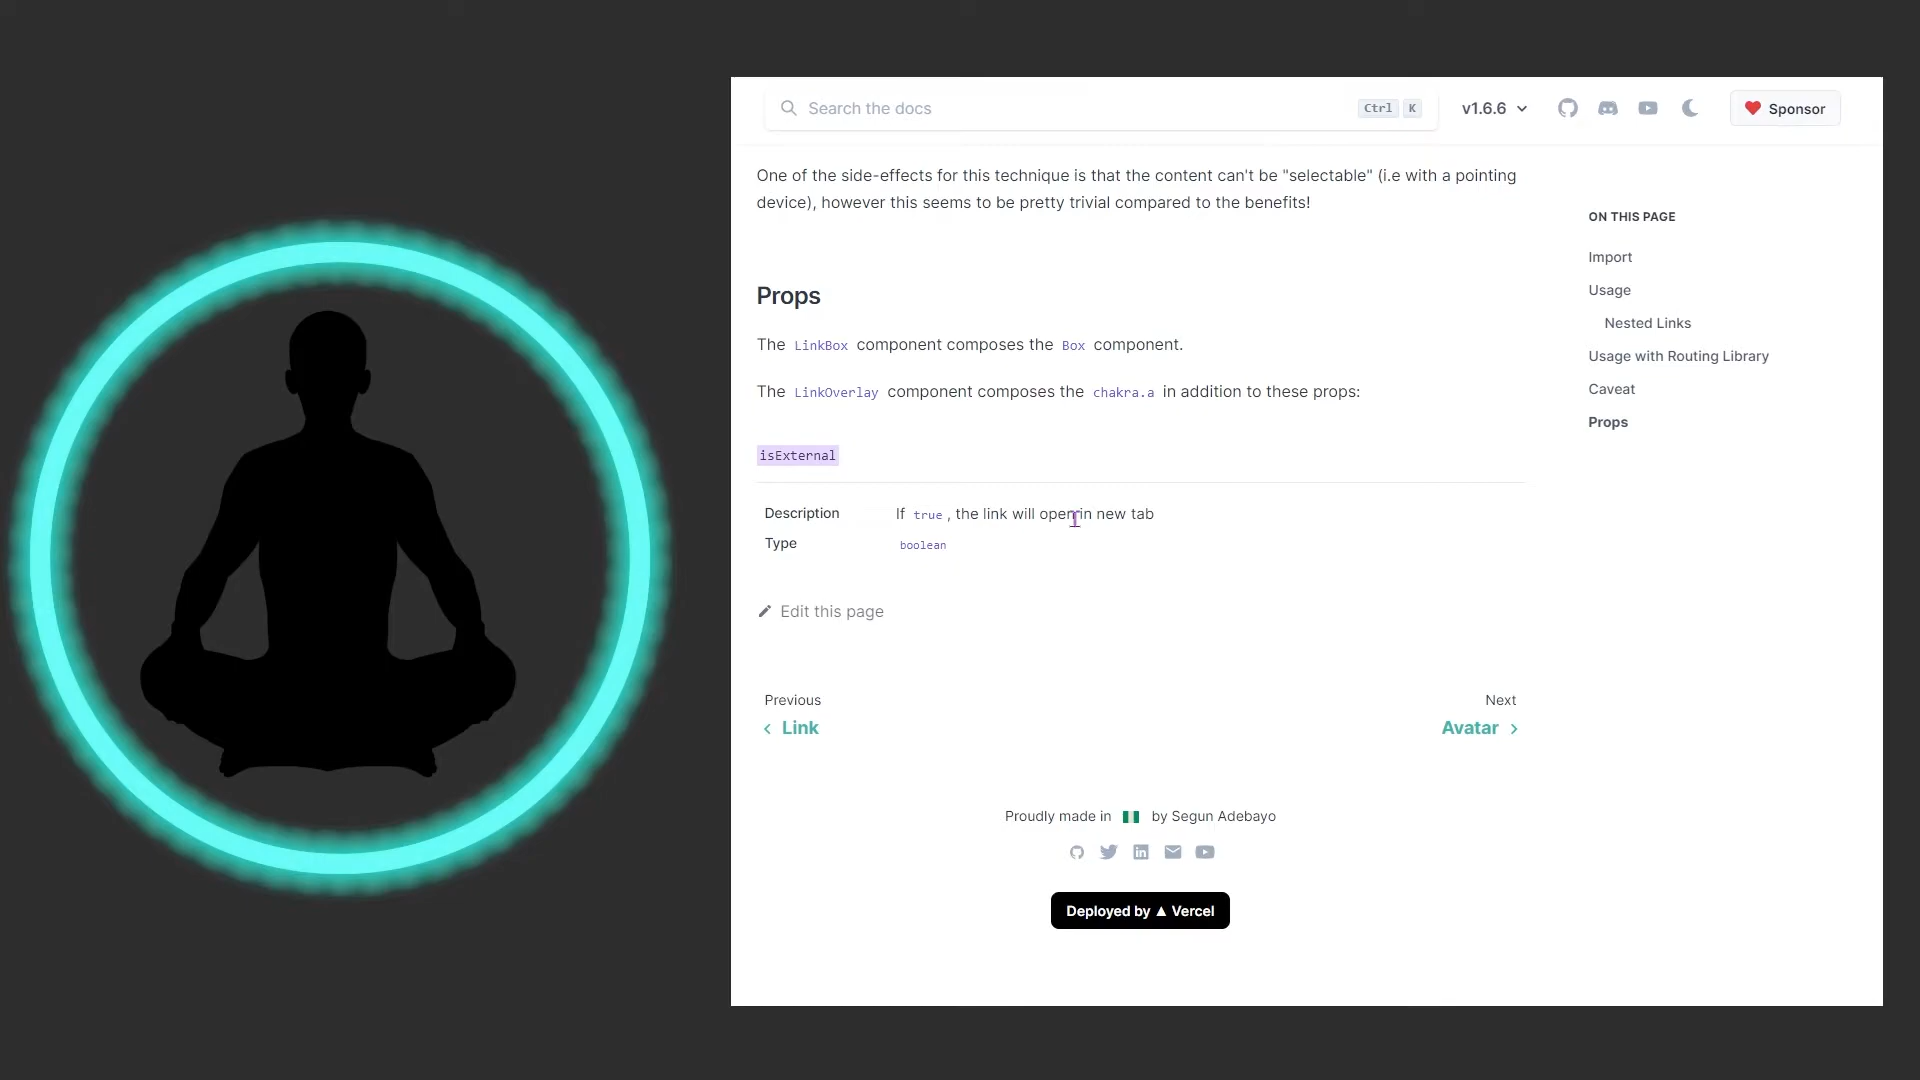 Search the docs
Ctrl K
v1.6.6
Sponsor
One of the side-effects for this technique is that the content can't be "selectable" (i.e with a pointing
device), however this seems to be pretty trivial compared to the benefits!
Props
The LinkBox component composes the Box component.
The LinkOverlay component composes the chakra.a in addition to these props:
isExternal
Description If true, the link will open in new tab
Type boolean
Edit this page
Previous
Link
Next
Avatar
Proudly made in by Segun Adebayo
Deployed by ▲ Vercel
ON THIS PAGE
Import
Usage
Nested Links
Usage with Routing Library
Caveat
Props